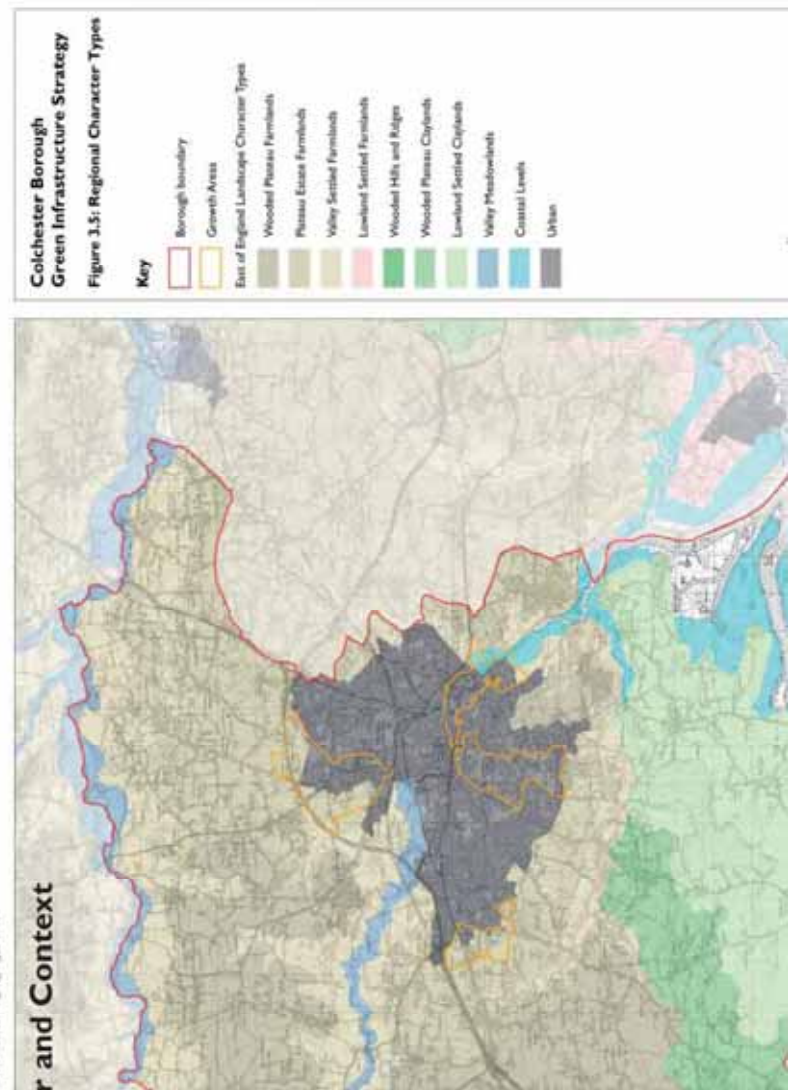 r and Context
Colchester Borough
Green Infrastructure Strategy
Figure 3.5: Regional Character Types
Key
Borough boundary
Growth Areas
East of England Landscape Character Types
Wooded Plateau Farmlands
Plateau Estate Farmlands
Valley Settled Farmlands
Lowland Settled Farmlands
Wooded Hills and Ridges
Wooded Plateau Claylands
Lowland Settled Claylands
Valley Meadowlands
Coastal Levels
Urban